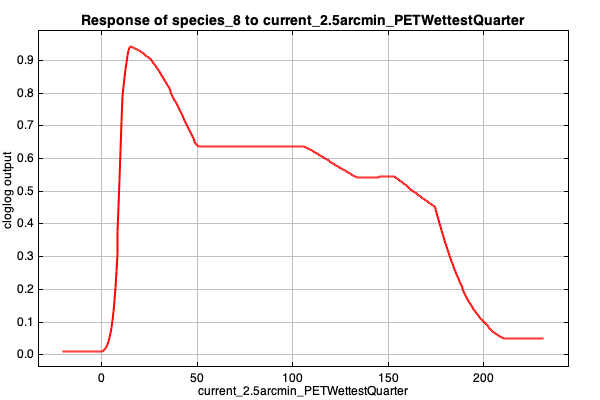 Response of species_8 to current_2.5arcmin_PETWettestQuarter
cloglog output
0.9
0.8
0.7
0.6
0.5
0.4
0.3
0.2
0.1
0.0
0 50 100 150 200
current_2.5arcmin_PETWettestQuarter